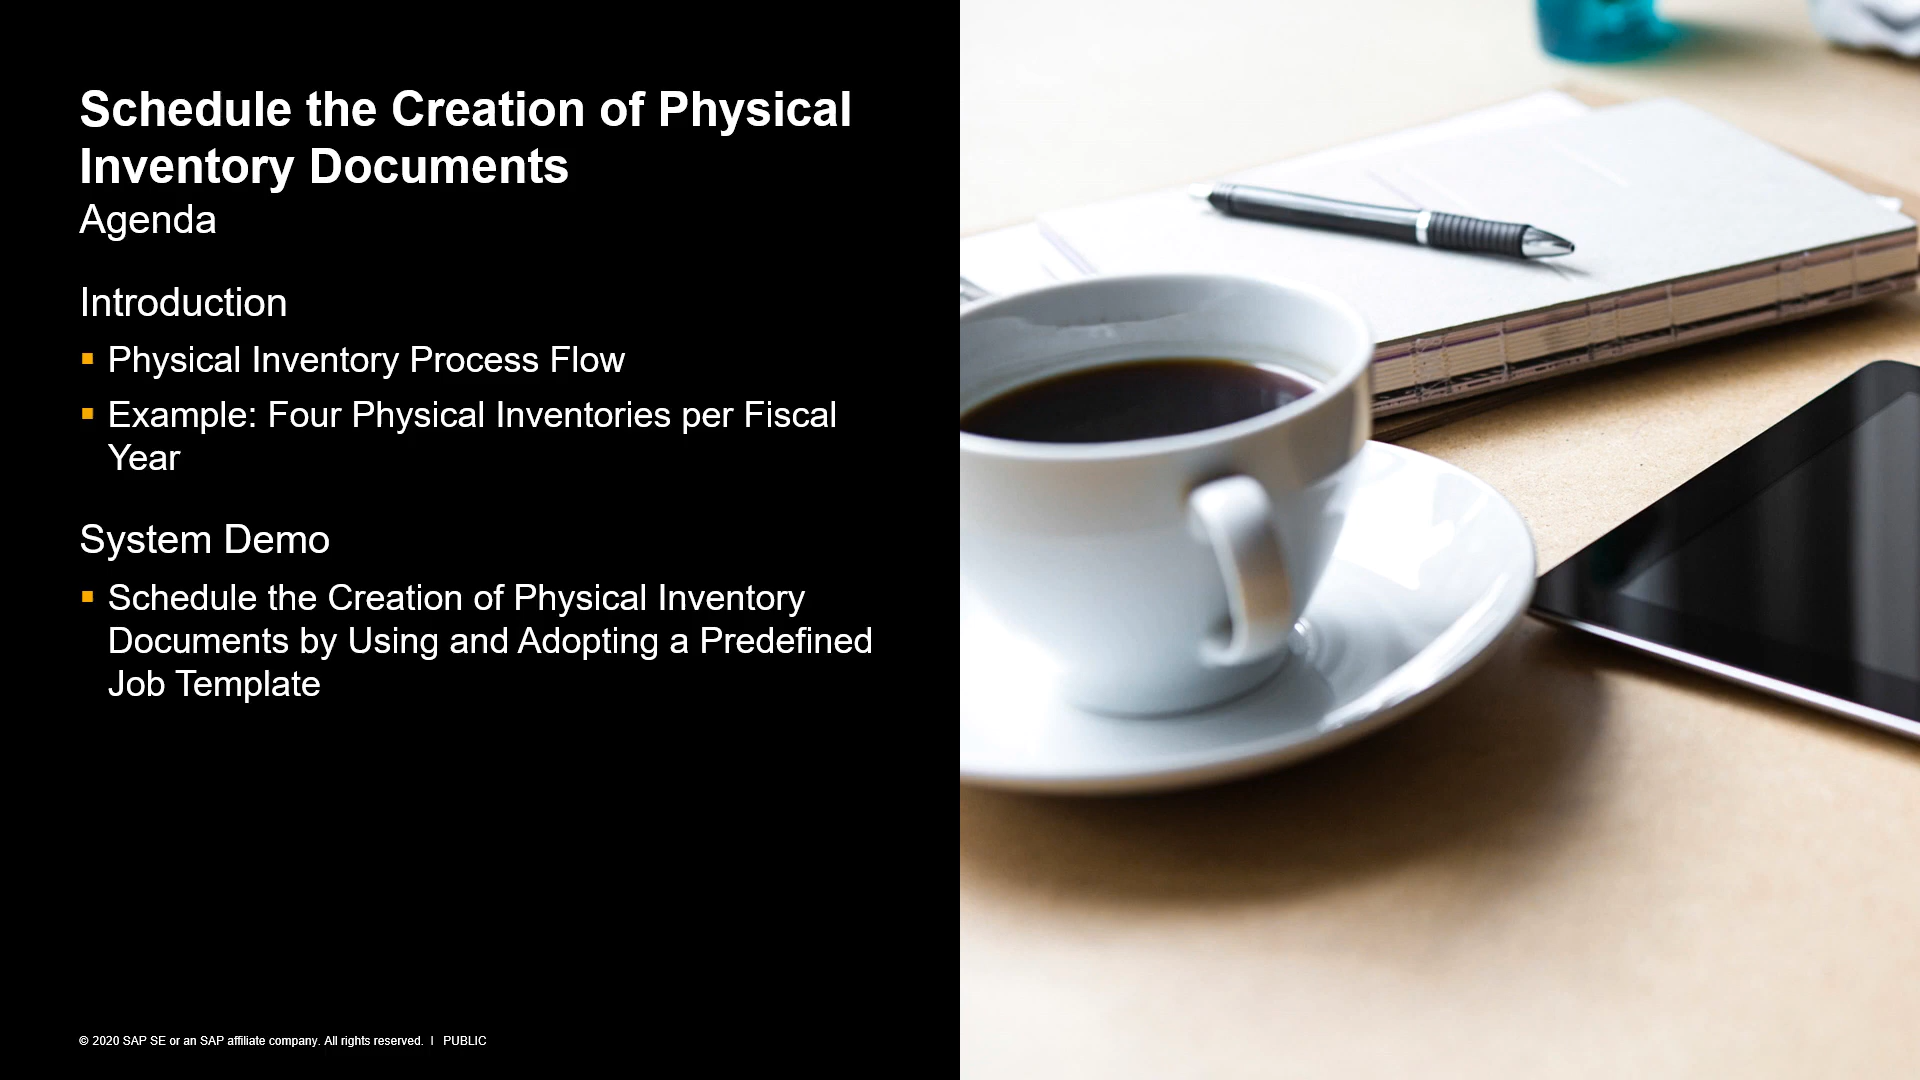 Schedule the Creation of Physical
Inventory Documents
Agenda
Introduction
▪ Physical Inventory Process Flow
▪ Example: Four Physical Inventories per Fiscal
Year
System Demo
▪ Schedule the Creation of Physical Inventory
Documents by Using and Adopting a Predefined
Job Template
© 2020 SAP SE or an SAP affiliate company. All rights reserved. ǀ PUBLIC